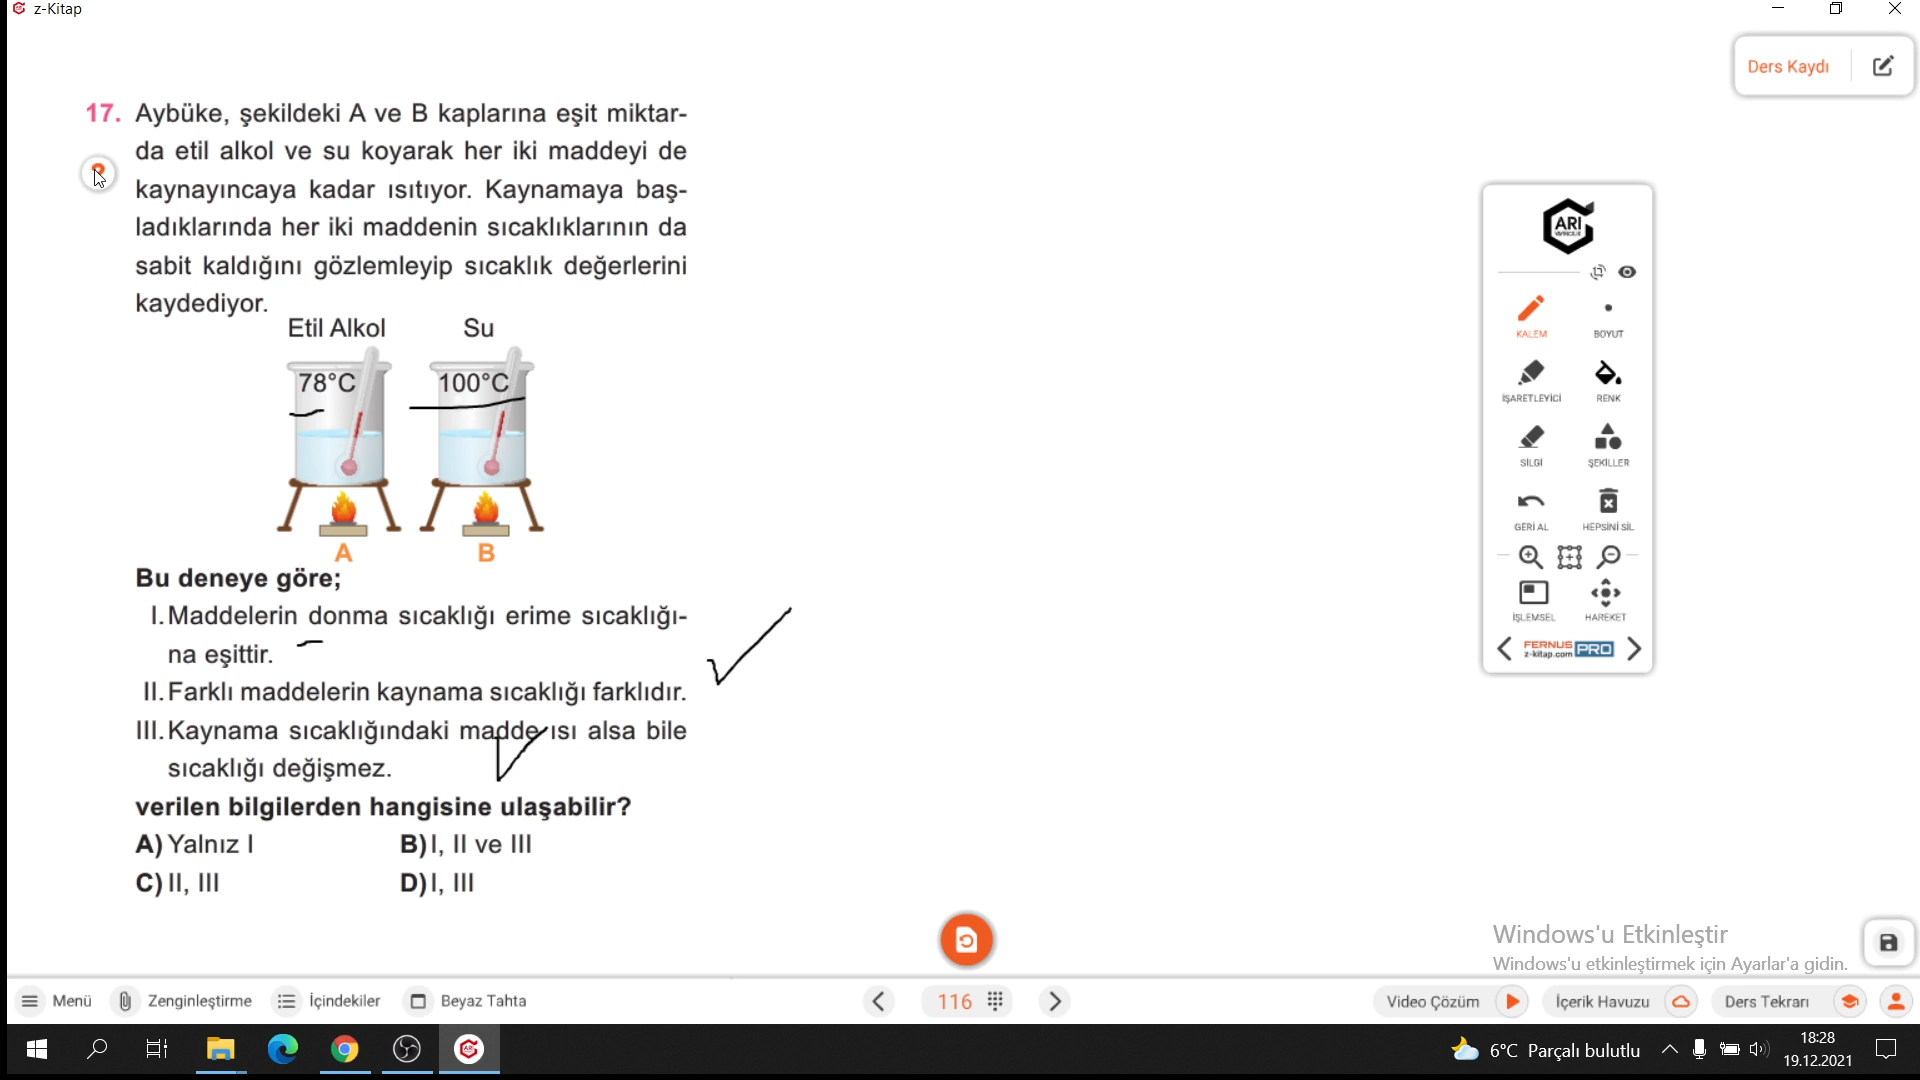 z-Kitap
Ders Kaydı
17. Aybüke, şekildeki A ve B kaplarına eşit miktar-
da etil alkol ve su koyarak her iki maddeyi de
kaynayıncaya kadar ısıtıyor. Kaynamaya baş-
ladıklarında her iki maddenin sıcaklıklarının da
sabit kaldığını gözlemleyip sıcaklık değerlerini
kaydediyor.
Etil Alkol Su
78°C 100°C
A B
Bu deneye göre;
I. Maddelerin donma sıcaklığı erime sıcaklığı-
na eşittir.
II. Farklı maddelerin kaynama sıcaklığı farklıdır.
III. Kaynama sıcaklığındaki madde ısı alsa bile
sıcaklığı değişmez.
verilen bilgilerden hangisine ulaşabilir?
A) Yalnız I B) I, II ve III
C) II, III D) I, III
ARI
YAYINCILIK
KALEM BOYUT
İŞARETLEYİCİ RENK
SİLGİ ŞEKİLLER
GERİ AL HEPSİNİ SİL
İŞLEMSEL HAREKET
FERNUS
z-kitap.com PRO
Windows'u Etkinleştir
Windows'u etkinleştirmek için Ayarlar'a gidin.
Menü Zenginleştirme İçindekiler Beyaz Tahta 116 Video Çözüm İçerik Havuzu Ders Tekrarı
6°C Parçalı bulutlu 18:28
19.12.2021